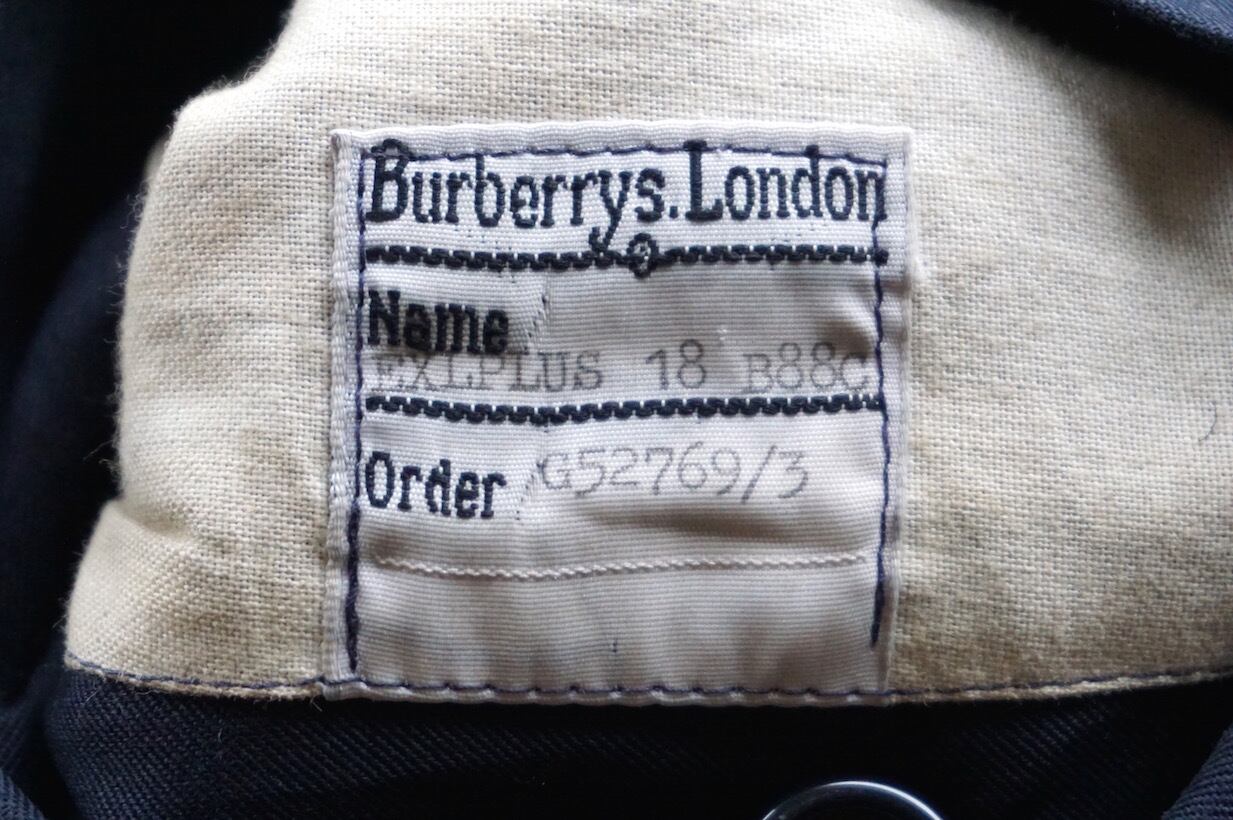 Burberrys. London
Name
EXLPLUS 18 B88C
Order G52769/3